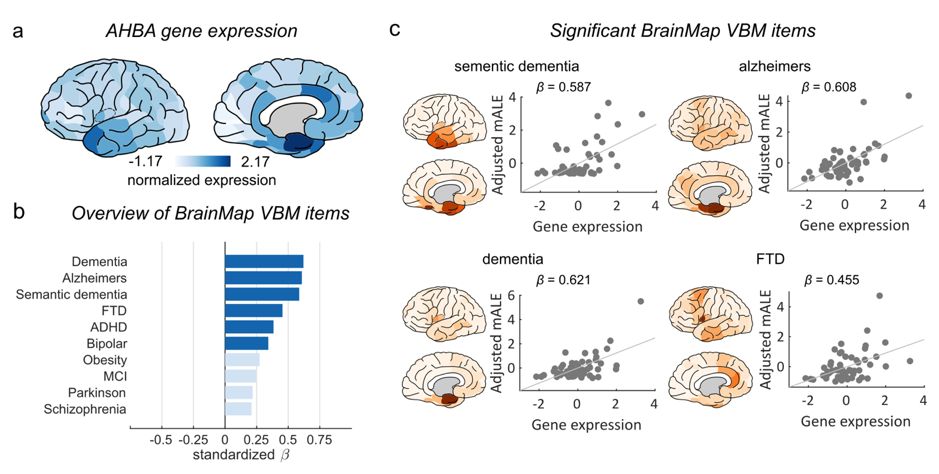 a
AHBA gene expression
-1.17
2.17
normalized expression
b
Overview of BrainMap VBM items
Dementia
Alzheimers
Semantic dementia
FTD
ADHD
Bipolar
Obesity
MCI
Parkinson
Schizophrenia
-0.5 -0.25 0 0.25 0.5 0.75
standardized β
c
Significant BrainMap VBM items
sementic dementia
β = 0.587
Adjusted mALE
4
2
0
-2 0 2 4
Gene expression
alzheimers
β = 0.608
Adjusted mALE
4
2
0
-2 0 2 4
Gene expression
dementia
β = 0.621
Adjusted mALE
6
4
2
0
-2 0 2 4
Gene expression
FTD
β = 0.455
Adjusted mALE
4
2
0
-2 0 2 4
Gene expression